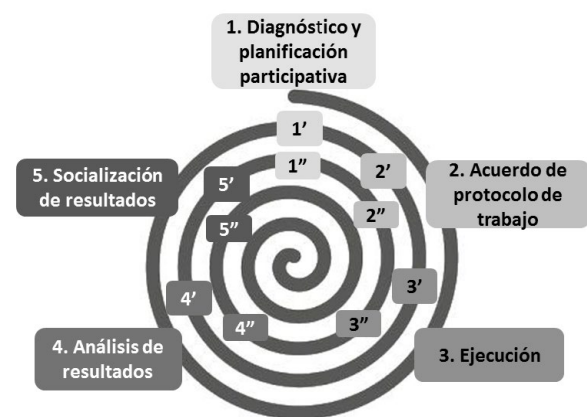 1. Diagnóstico y
planificación
participativa
1’
1”
5. Socialización
de resultados
5’
2’
2. Acuerdo de
protocolo de
trabajo
5”
2”
4’
3’
4”
3”
4. Análisis de
resultados
3. Ejecución